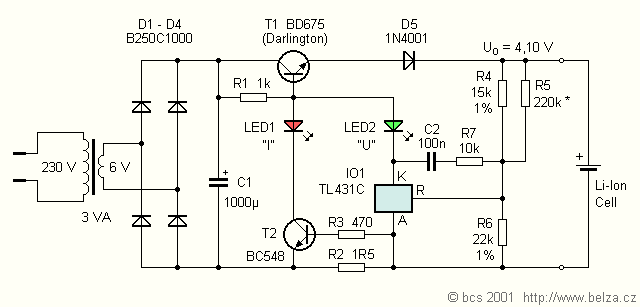 D1 - D4
B250C1000
T1 BD675
(Darlington)
D5
1N4001
U0 = 4,10 V
R1 1k
R4
15k
1%
R5
220k *
LED1
"I"
LED2
"U"
C2
100n
R7
10k
230 V
6 V
3 VA
+
C1
1000µ
IO1
TL431C
K
R
A
+
Li-Ion
Cell
T2
BC548
R3 470
R2 1R5
R6
22k
1%
© bcs 2001 http://www.belza.cz